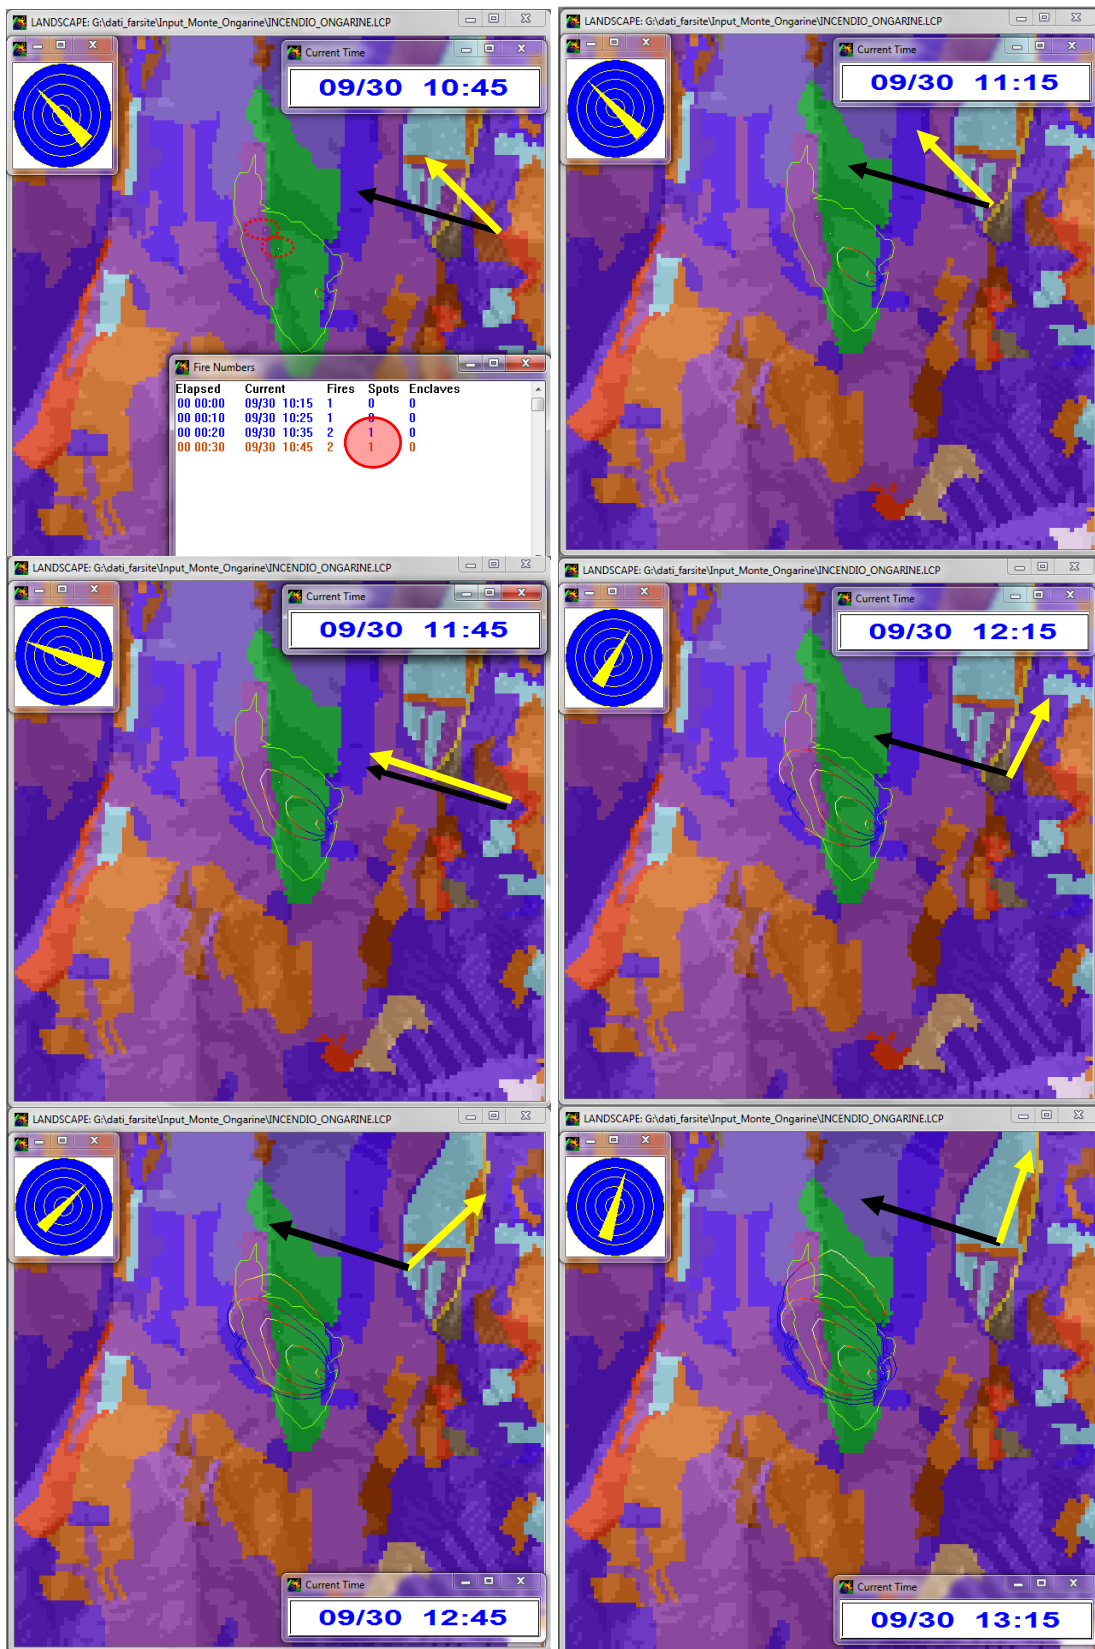 LANDSCAPE: G:\dati_farsite\Input_Monte_Ongarine\INCENDIO_ONGARINE.LCP
Current Time
09/30 10:45
Fire Numbers
Elapsed Current Fires Spots Enclaves
00 00:00 09/30 10:15 1 0 0
00 00:10 09/30 10:25 1 0 0
00 00:20 09/30 10:35 2 1 0
00 00:30 09/30 10:45 2 1 0
LANDSCAPE: G:\dati_farsite\Input_Monte_Ongarine\INCENDIO_ONGARINE.LCP
Current Time
09/30 11:15
LANDSCAPE: G:\dati_farsite\Input_Monte_Ongarine\INCENDIO_ONGARINE.LCP
Current Time
09/30 11:45
LANDSCAPE: G:\dati_farsite\Input_Monte_Ongarine\INCENDIO_ONGARINE.LCP
Current Time
09/30 12:15
LANDSCAPE: G:\dati_farsite\Input_Monte_Ongarine\INCENDIO_ONGARINE.LCP
Current Time
09/30 12:45
LANDSCAPE: G:\dati_farsite\Input_Monte_Ongarine\INCENDIO_ONGARINE.LCP
Current Time
09/30 13:15